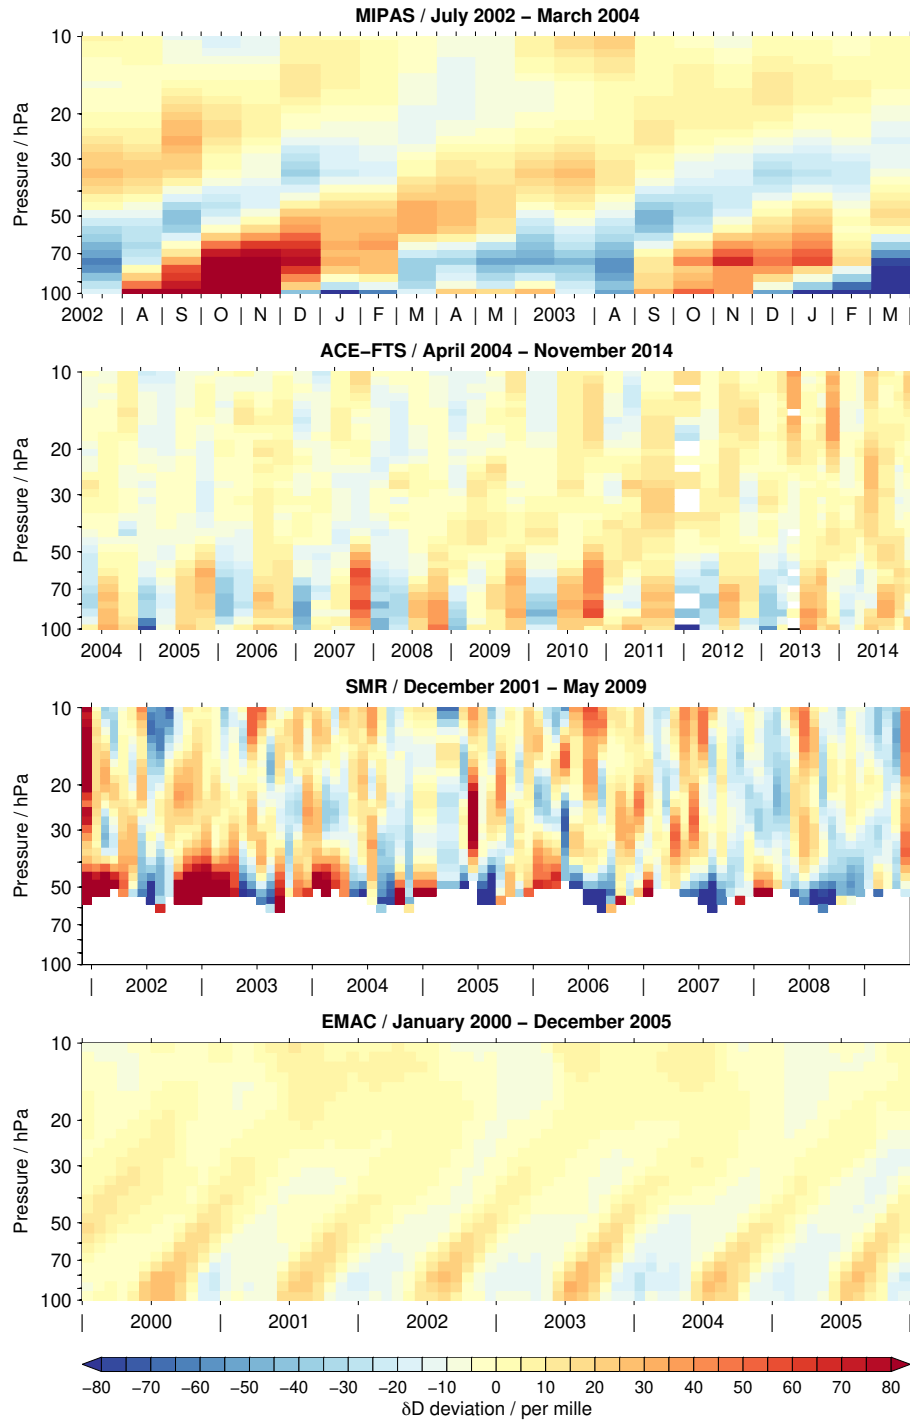 MIPAS / July 2002 − March 2004
10
20
30
50
70
100
Pressure / hPa
2002 | A | S | O | N | D | J | F | M | A | M | 2003 | A | S | O | N | D | J | F | M
ACE−FTS / April 2004 − November 2014
10
20
30
50
70
100
Pressure / hPa
2004 | 2005 | 2006 | 2007 | 2008 | 2009 | 2010 | 2011 | 2012 | 2013 | 2014
SMR / December 2001 − May 2009
10
20
30
50
70
100
Pressure / hPa
| 2002 | 2003 | 2004 | 2005 | 2006 | 2007 | 2008 |
EMAC / January 2000 − December 2005
10
20
30
50
70
100
Pressure / hPa
| 2000 | 2001 | 2002 | 2003 | 2004 | 2005 |
−80 −70 −60 −50 −40 −30 −20 −10 0 10 20 30 40 50 60 70 80
δD deviation / per mille